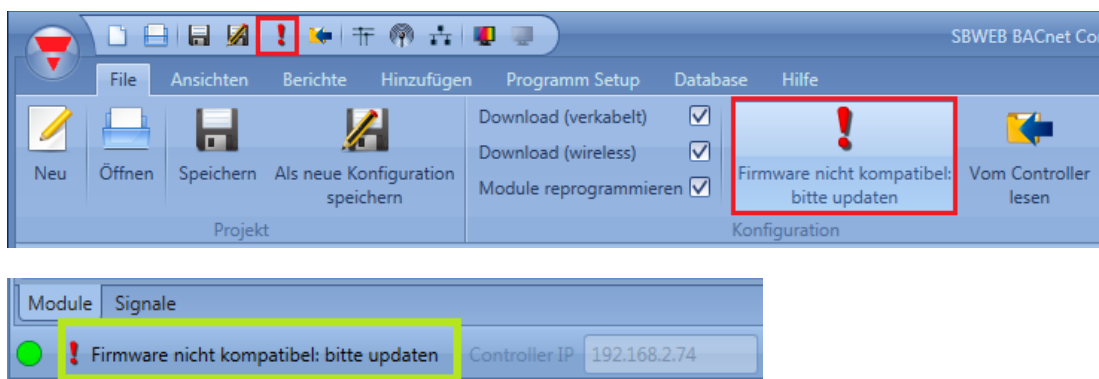 SBWEB BACnet Co
File Ansichten Berichte Hinzufügen Programm Setup Database Hilfe
Neu
Öffnen
Speichern
Als neue Konfiguration
speichern
Projekt
Download (verkabelt)
Download (wireless)
Module reprogrammieren
Firmware nicht kompatibel:
bitte updaten
Vom Controller
lesen
Konfiguration
Module Signale
Firmware nicht kompatibel: bitte updaten Controller IP 192.168.2.74